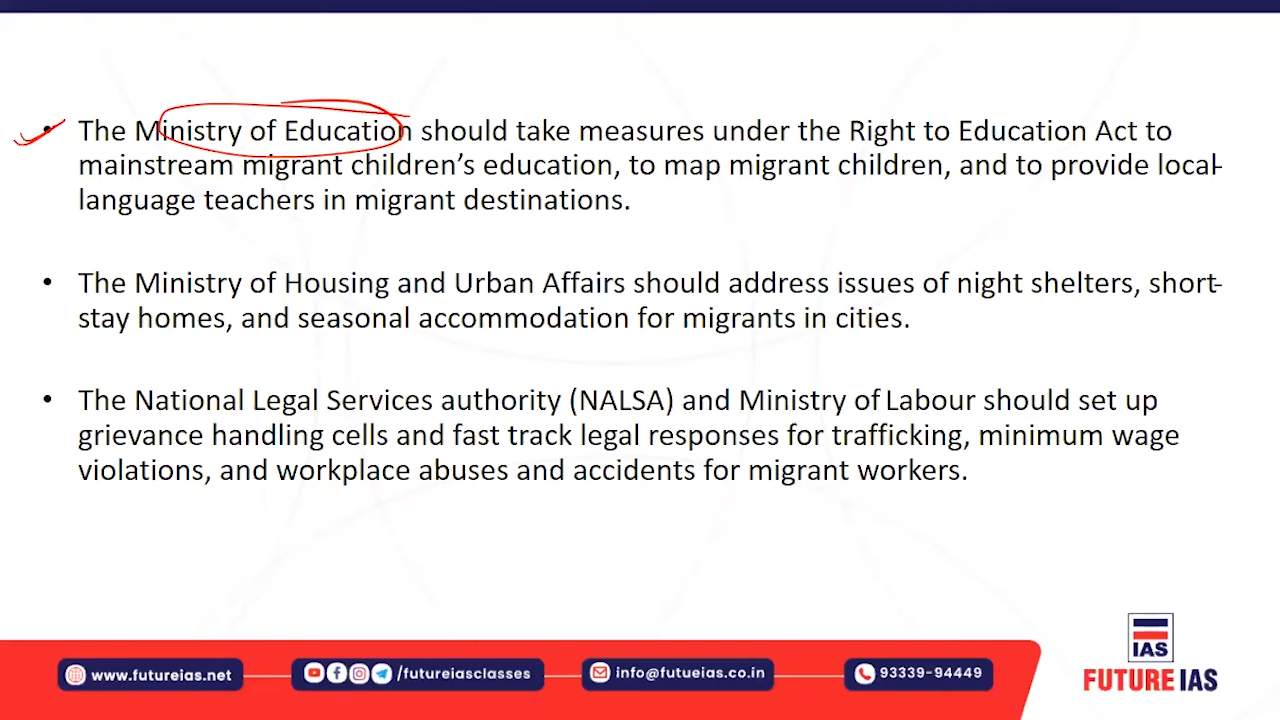 • The Ministry of Education should take measures under the Right to Education Act to
mainstream migrant children's education, to map migrant children, and to provide local-
language teachers in migrant destinations.
• The Ministry of Housing and Urban Affairs should address issues of night shelters, short-
stay homes, and seasonal accommodation for migrants in cities.
• The National Legal Services authority (NALSA) and Ministry of Labour should set up
grievance handling cells and fast track legal responses for trafficking, minimum wage
violations, and workplace abuses and accidents for migrant workers.
www.futureias.net
/futureiasclasses
info@futueias.co.in
93339-94449
IAS
FUTURE IAS